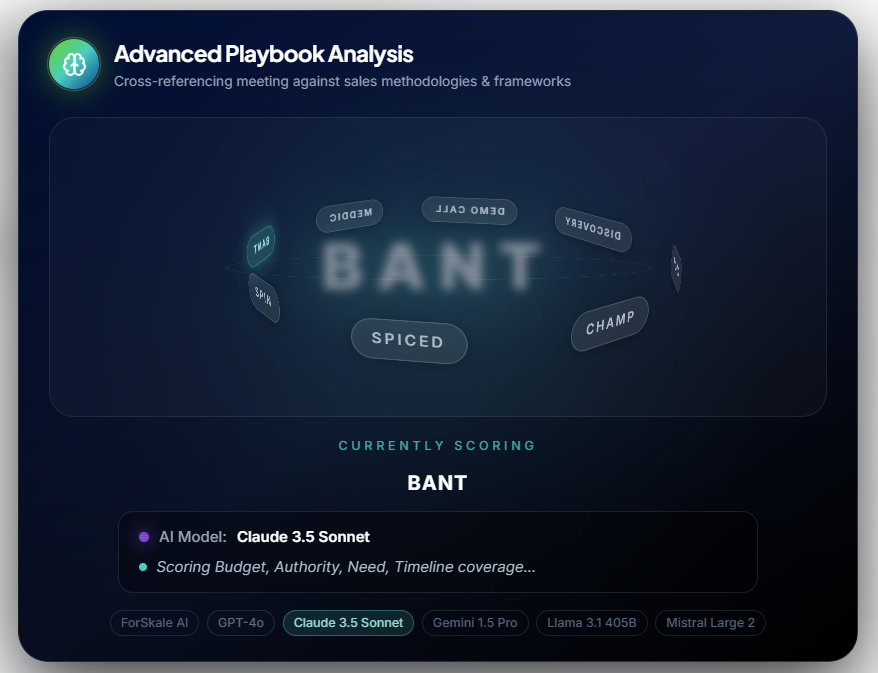 Advanced Playbook Analysis
Cross-referencing meeting against sales methodologies & frameworks
MEDDIC
DEMO CALL
DISCOVERY
BANT
BANT
SPIN
SPICED
CHAMP
CURRENTLY SCORING
BANT
AI Model: Claude 3.5 Sonnet
Scoring Budget, Authority, Need, Timeline coverage...
ForSkale AI
GPT-4o
Claude 3.5 Sonnet
Gemini 1.5 Pro
Llama 3.1 405B
Mistral Large 2